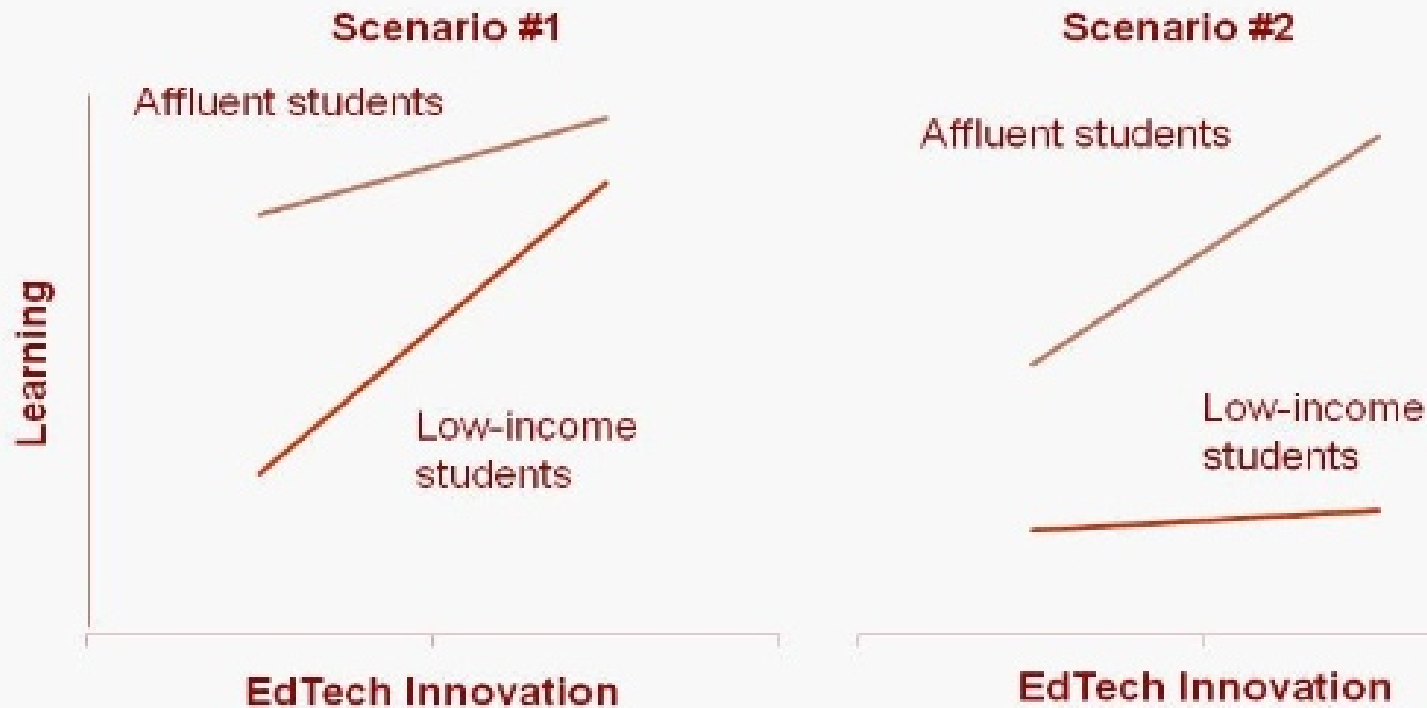 Scenario #1
Affluent students
Learning
Low-income
students
EdTech Innovation
Scenario #2
Affluent students
Low-income
students
EdTech Innovation